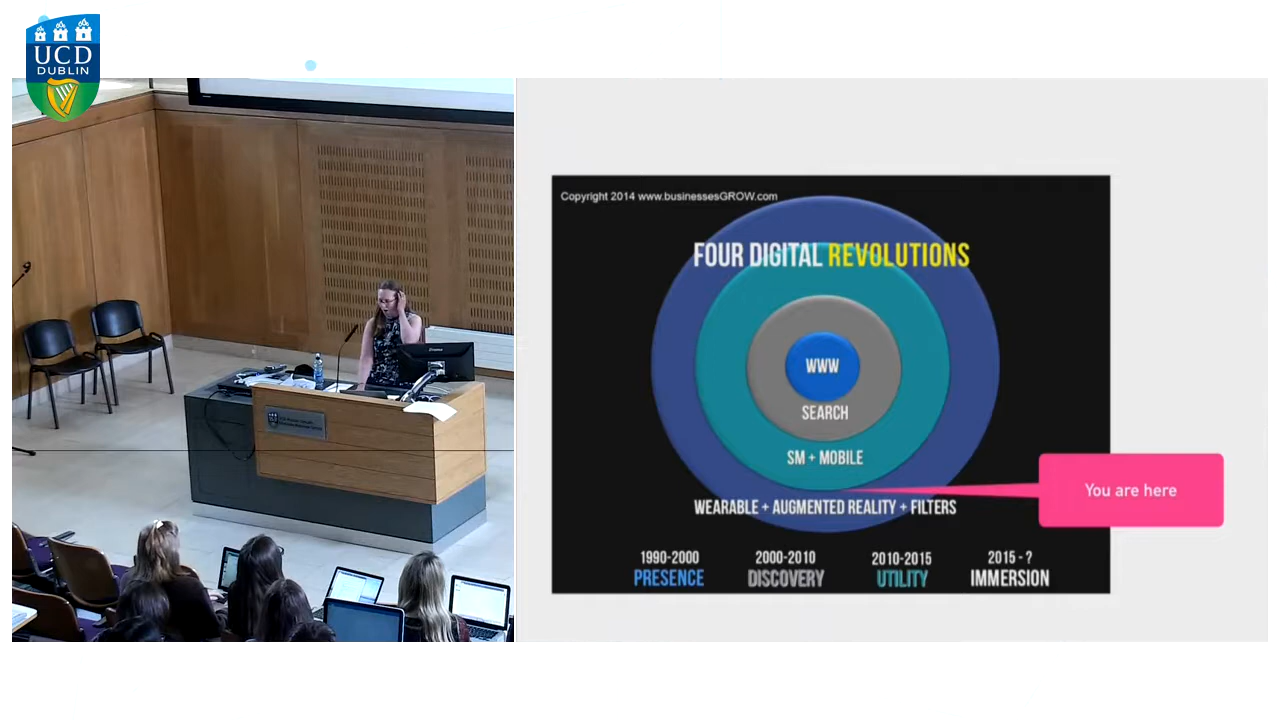 UCD
DUBLIN
Copyright 2014 www.businessesGROW.com
FOUR DIGITAL REVOLUTIONS
WWW
SEARCH
SM + MOBILE
WEARABLE + AUGMENTED REALITY + FILTERS
You are here
1990-2000 2000-2010 2010-2015 2015 - ?
PRESENCE DISCOVERY UTILITY IMMERSION